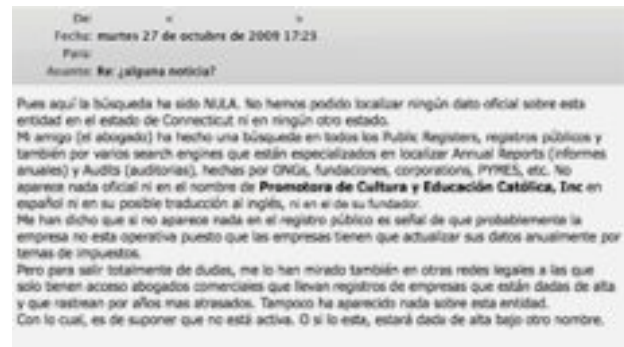 De: < >
Fecha: martes 27 de octubre de 2009 17:23
Para:
Asunto: Re: ¿alguna noticia?
Pues aquí la búsqueda ha sido NULA. No hemos podido localizar ningún dato oficial sobre esta
entidad en el estado de Connecticut ni en ningún otro estado.
Mi amigo (el abogado) ha hecho una búsqueda en todos los Public Registers, registros públicos y
también por varios search engines que están especializados en localizar Annual Reports (informes
anuales) y Audits (auditorias), hechas por ONGs, fundaciones, corporations, PYMES, etc. No
aparece nada oficial ni en el nombre de Promotora de Cultura y Educación Católica, Inc en
español ni en su posible traducción al inglés, ni en el de su fundador.
Me han dicho que si no aparece nada en el registro público es señal de que probablemente la
empresa no esta operativa puesto que las empresas tienen que actualizar sus datos anualmente por
temas de impuestos.
Pero para salir totalmente de dudas, me lo han mirado también en otras redes legales a las que
solo tienen acceso abogados comerciales que llevan registros de empresas que están dadas de alta
y que rastrean por años mas atrasados. Tampoco ha aparecido nada sobre esta entidad.
Con lo cual, es de suponer que no está activa. O si lo esta, estará dada de alta bajo otro nombre.